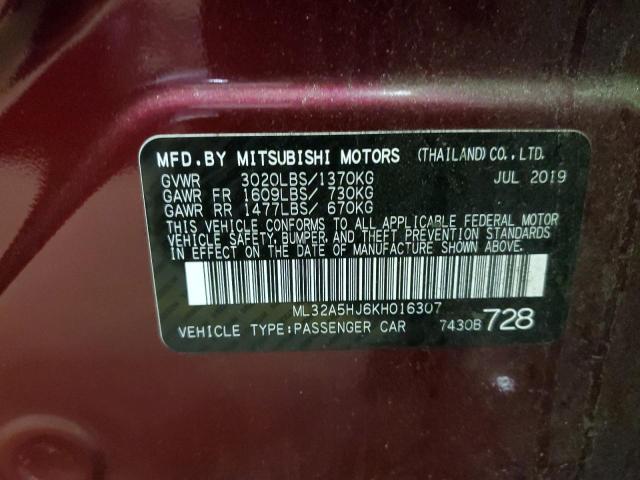 MFD.BY MITSUBISHI MOTORS (THAILAND)CO.,LTD.
GVWR 3020LBS/1370KG JUL 2019
GAWR FR 1609LBS/ 730KG
GAWR RR 1477LBS/ 670KG
THIS VEHICLE CONFORMS TO ALL APPLICABLE FEDERAL MOTOR
VEHICLE SAFETY, BUMPER, AND THEFT PREVENTION STANDARDS
IN EFFECT ON THE DATE OF MANUFACTURE SHOWN ABOVE.
ML32A5HJ6KH016307
VEHICLE TYPE:PASSENGER CAR 7430B 728